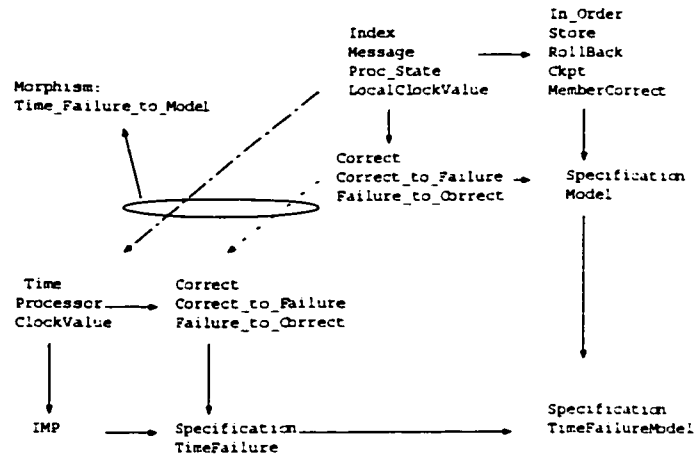 In_Order
Store
RollBack
Ckpt
MemberCorrect
Index
Message
Proc_State
LocalClockValue
Morphism:
Time_Failure_to_Model
Correct
Correct_to_Failure
Failure_to_Correct
Specification
Model
Time
Processor
ClockValue
Correct
Correct_to_Failure
Failure_to_Correct
IMP
Specification
TimeFailure
Specification
TimeFailureModel